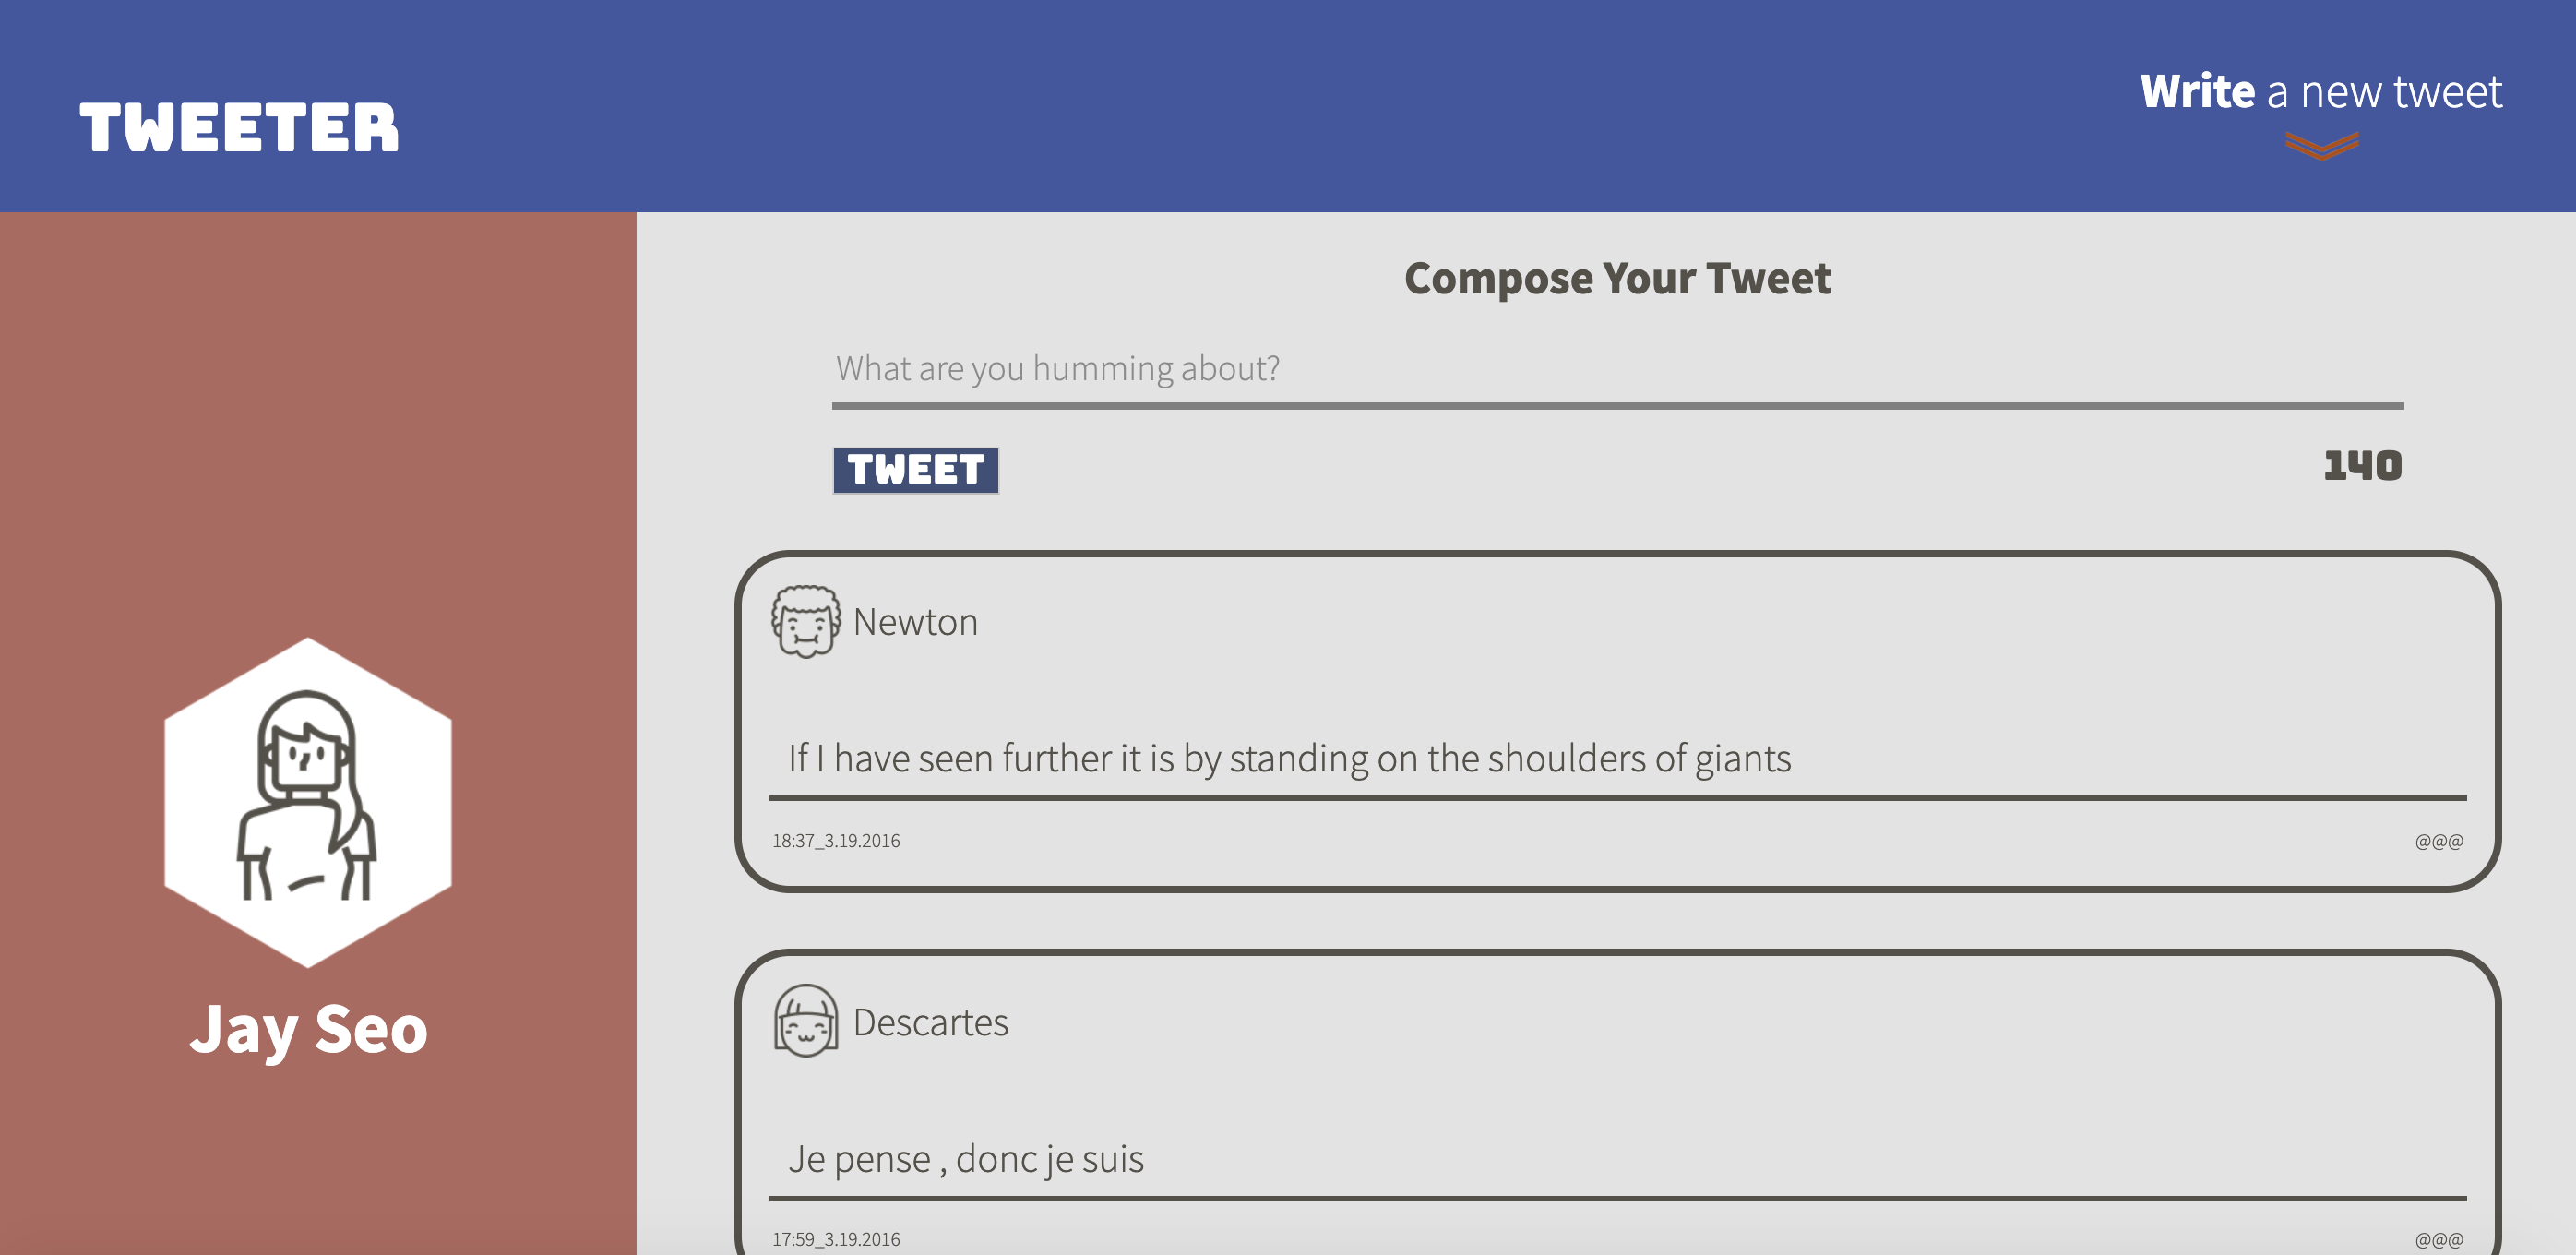 TWEETER
Write a new tweet
Jay Seo
Compose Your Tweet
What are you humming about?
TWEET
140
Newton
If I have seen further it is by standing on the shoulders of giants
18:37_3.19.2016
@@@
Descartes
Je pense , donc je suis
17:59_3.19.2016
@@@